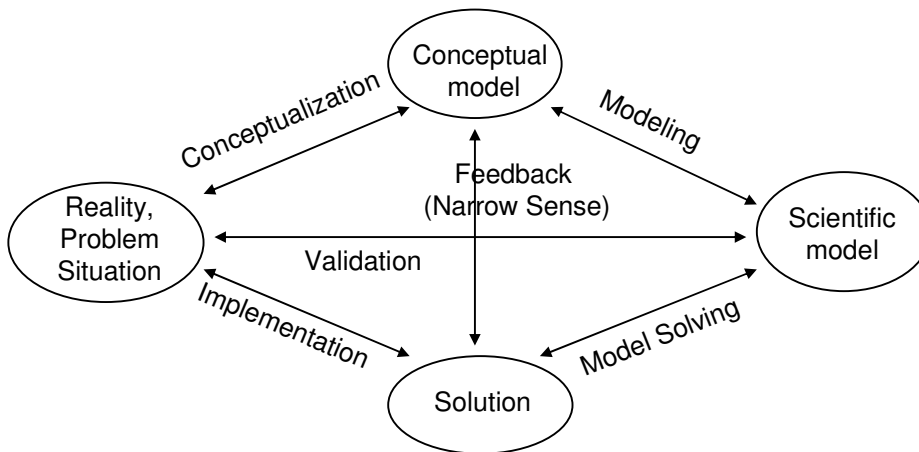 Conceptual
model
Conceptualization
Modeling
Feedback
(Narrow Sense)
Reality,
Problem
Situation
Scientific
model
Validation
Implementation
Model Solving
Solution